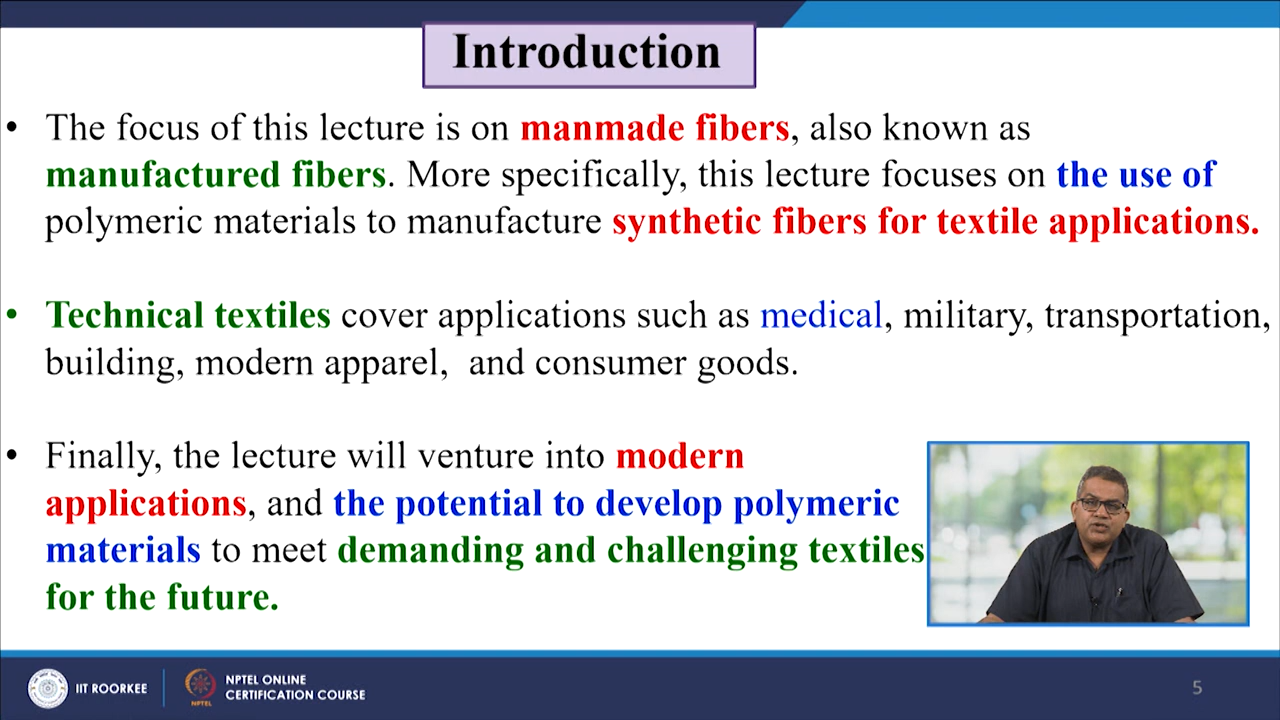 Introduction
• The focus of this lecture is on manmade fibers, also known as
manufactured fibers. More specifically, this lecture focuses on the use of
polymeric materials to manufacture synthetic fibers for textile applications.
• Technical textiles cover applications such as medical, military, transportation,
building, modern apparel, and consumer goods.
• Finally, the lecture will venture into modern
applications, and the potential to develop polymeric
materials to meet demanding and challenging textiles
for the future.
IIT ROORKEE
NPTEL
NPTEL ONLINE
CERTIFICATION COURSE
5